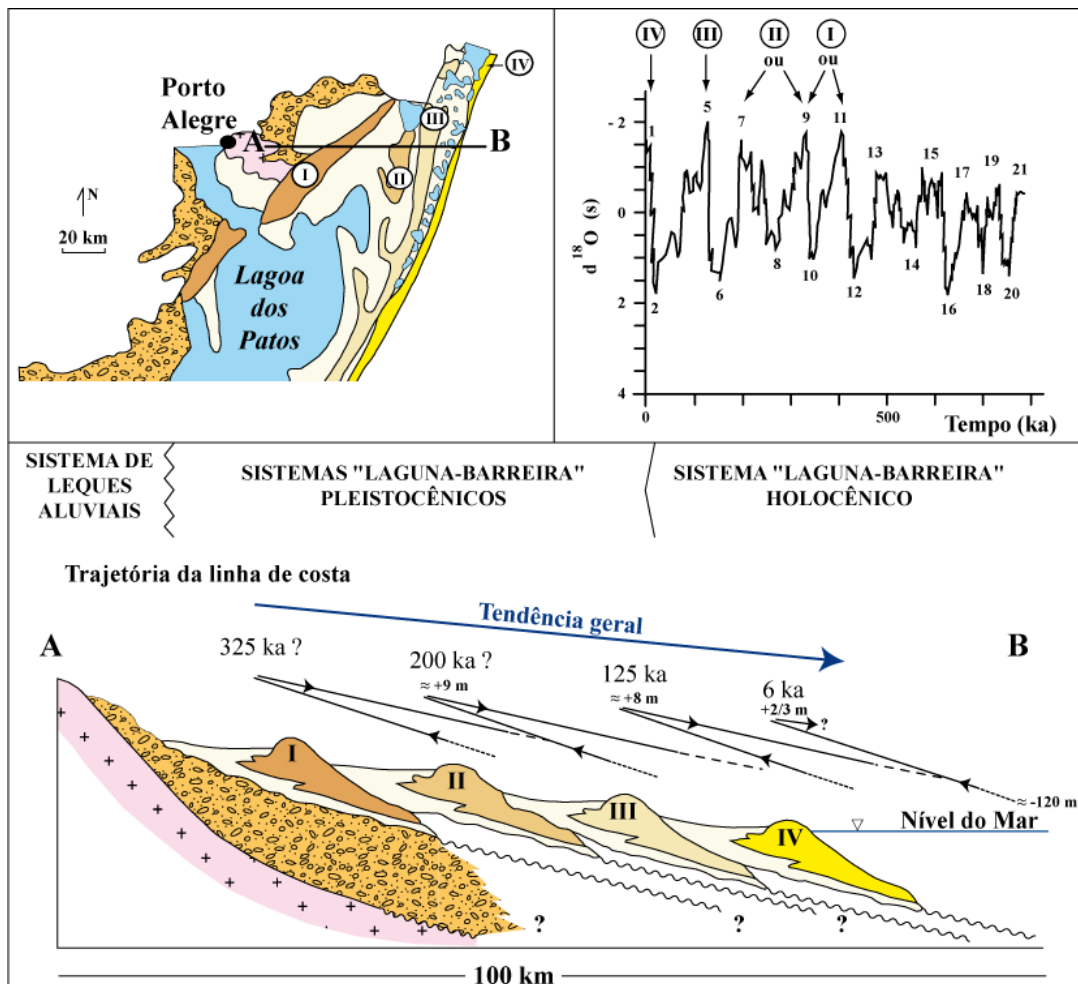 Porto
Alegre
A
B
I
II
III
IV
N
20 km
Lagoa
dos
Patos
IV
III
II
I
ou
ou
1
5
7
9
11
13
15
17
19
21
2
6
8
10
12
14
16
18
20
- 2
0
2
4
d 18O (s)
0
500
Tempo (ka)
SISTEMA DE
LEQUES
ALUVIAIS
SISTEMAS "LAGUNA-BARREIRA"
PLEISTOCÊNICOS
SISTEMA "LAGUNA-BARREIRA"
HOLOCÊNICO
Trajetória da linha de costa
Tendência geral
A
B
325 ka ?
200 ka ?
≈ +9 m
125 ka
≈ +8 m
6 ka
+2/3 m
?
≈ -120 m
I
II
III
IV
Nível do Mar
?
?
?
100 km